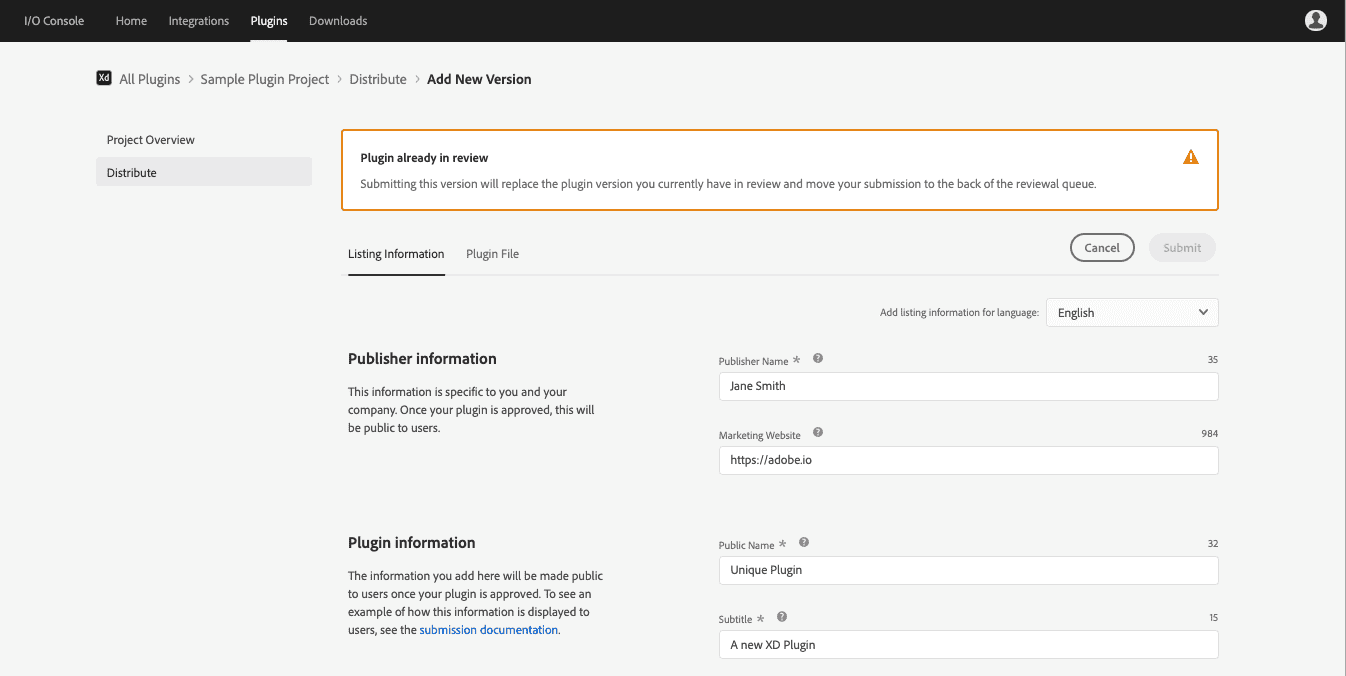 I/O Console Home Integrations Plugins Downloads
Xd All Plugins > Sample Plugin Project > Distribute > Add New Version
Project Overview
Distribute
Plugin already in review
Submitting this version will replace the plugin version you currently have in review and move your submission to the back of the reviewal queue.
Listing Information Plugin File
Cancel Submit
Add listing information for language: English
Publisher information
This information is specific to you and your
company. Once your plugin is approved, this will
be public to users.
Publisher Name * ? 35
Jane Smith
Marketing Website ? 984
https://adobe.io
Plugin information
The information you add here will be made public
to users once your plugin is approved. To see an
example of how this information is displayed to
users, see the submission documentation.
Public Name * ? 32
Unique Plugin
Subtitle * ? 15
A new XD Plugin